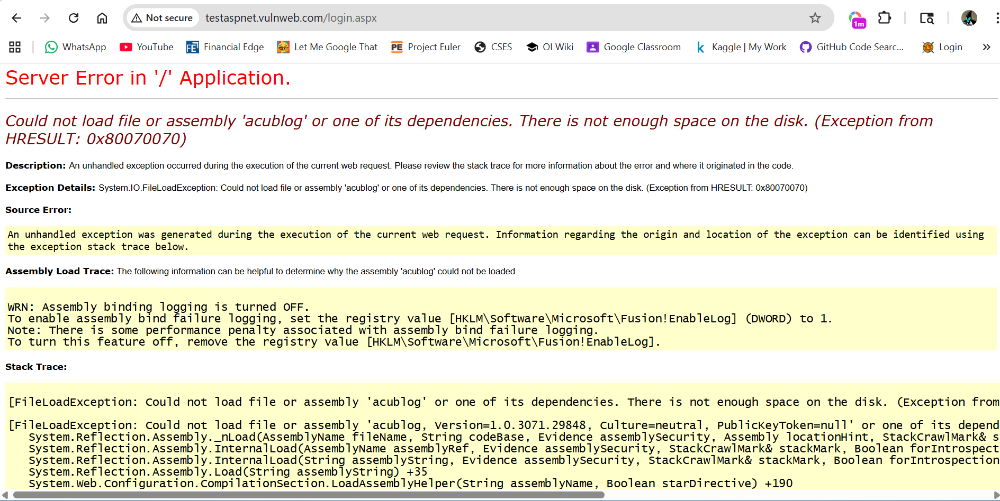 Not secure testaspnet.vulnweb.com/login.aspx
1m
WhatsApp YouTube Financial Edge Let Me Google That Project Euler CSES OI Wiki Google Classroom Kaggle | My Work GitHub Code Searc... Login »
Server Error in '/' Application.
Could not load file or assembly 'acublog' or one of its dependencies. There is not enough space on the disk. (Exception from
HRESULT: 0x80070070)
Description: An unhandled exception occurred during the execution of the current web request. Please review the stack trace for more information about the error and where it originated in the code.
Exception Details: System.IO.FileLoadException: Could not load file or assembly 'acublog' or one of its dependencies. There is not enough space on the disk. (Exception from HRESULT: 0x80070070)
Source Error:
An unhandled exception was generated during the execution of the current web request. Information regarding the origin and location of the exception can be identified using
the exception stack trace below.
Assembly Load Trace: The following information can be helpful to determine why the assembly 'acublog' could not be loaded.
WRN: Assembly binding logging is turned OFF.
To enable assembly bind failure logging, set the registry value [HKLM\Software\Microsoft\Fusion!EnableLog] (DWORD) to 1.
Note: There is some performance penalty associated with assembly bind failure logging.
To turn this feature off, remove the registry value [HKLM\Software\Microsoft\Fusion!EnableLog].
Stack Trace:
[FileLoadException: Could not load file or assembly 'acublog' or one of its dependencies. There is not enough space on the disk. (Exception from
[FileLoadException: Could not load file or assembly 'acublog, Version=1.0.3071.29848, Culture=neutral, PublicKeyToken=null' or one of its depend
System.Reflection.Assembly._nLoad(AssemblyName fileName, String codeBase, Evidence assemblySecurity, Assembly locationHint, StackCrawlMark& s
System.Reflection.Assembly.InternalLoad(AssemblyName assemblyRef, Evidence assemblySecurity, StackCrawlMark& stackMark, Boolean forIntrospect
System.Reflection.Assembly.InternalLoad(String assemblyString, Evidence assemblySecurity, StackCrawlMark& stackMark, Boolean forIntrospection
System.Reflection.Assembly.Load(String assemblyString) +35
System.Web.Configuration.CompilationSection.LoadAssemblyHelper(String assemblyName, Boolean starDirective) +190